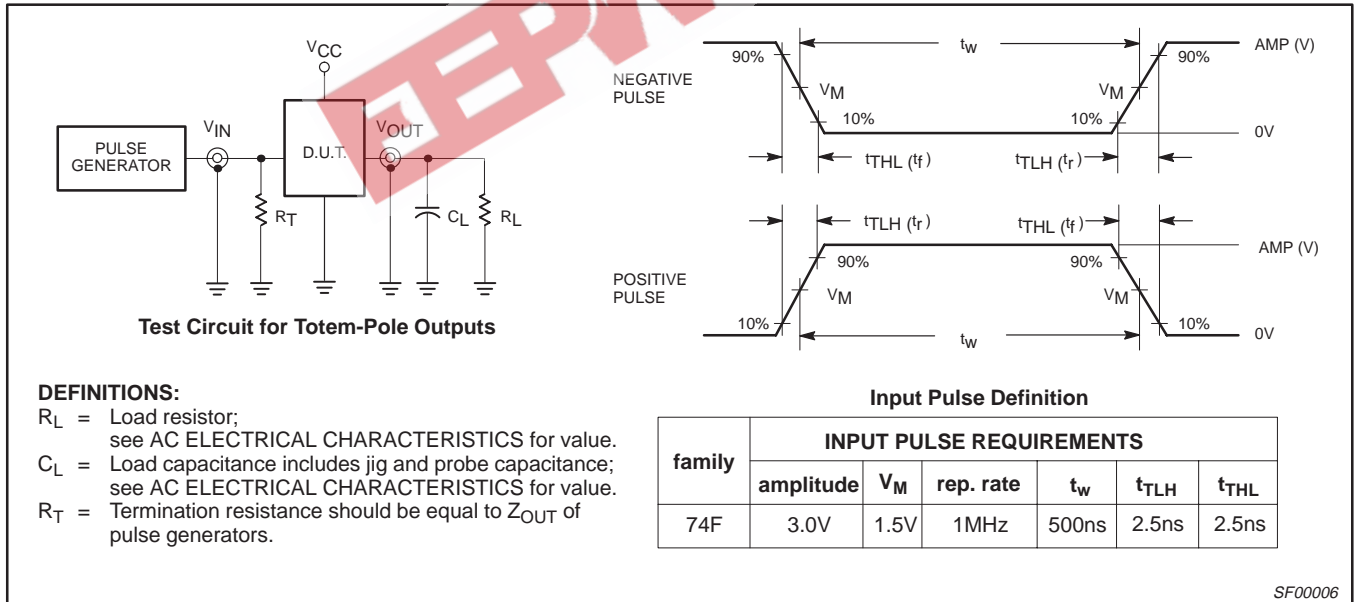 EEPW
VCC
PULSE GENERATOR
VIN
D.U.T.
VOUT
RT
CL
RL
Test Circuit for Totem-Pole Outputs
NEGATIVE PULSE
90%
tw
90%
AMP (V)
VM
VM
10%
10%
0V
tTHL (tf)
tTLH (tr)
tTLH (tr)
tTHL (tf)
AMP (V)
POSITIVE PULSE
90%
90%
VM
VM
10%
10%
tw
0V
DEFINITIONS:
RL = Load resistor;
see AC ELECTRICAL CHARACTERISTICS for value.
CL = Load capacitance includes jig and probe capacitance;
see AC ELECTRICAL CHARACTERISTICS for value.
RT = Termination resistance should be equal to ZOUT of
pulse generators.
Input Pulse Definition
family
INPUT PULSE REQUIREMENTS
amplitude VM rep. rate tw tTLH tTHL
74F 3.0V 1.5V 1MHz 500ns 2.5ns 2.5ns
SF00006